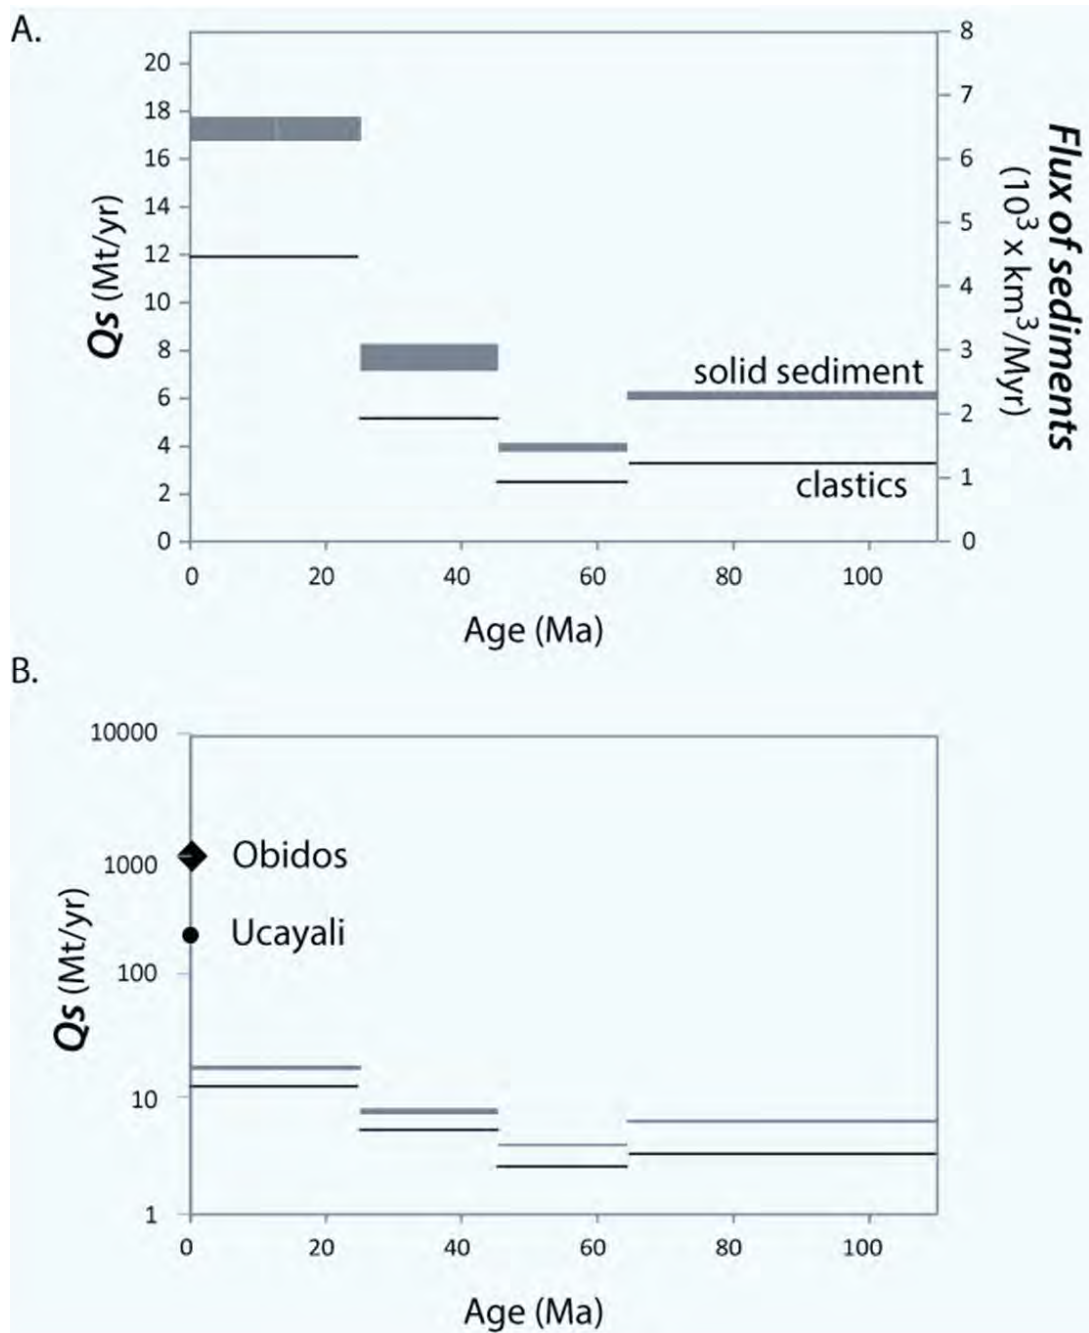 A.
20
18
16
14
12
10
8
6
4
2
0
Qs (Mt/yr)
8
7
6
5
4
3
2
1
0
Flux of sediments
(10³ x km³/Myr)
solid sediment
clastics
0 20 40 60 80 100
Age (Ma)
B.
10000
1000
100
10
1
Qs (Mt/yr)
Obidos
Ucayali
0 20 40 60 80 100
Age (Ma)